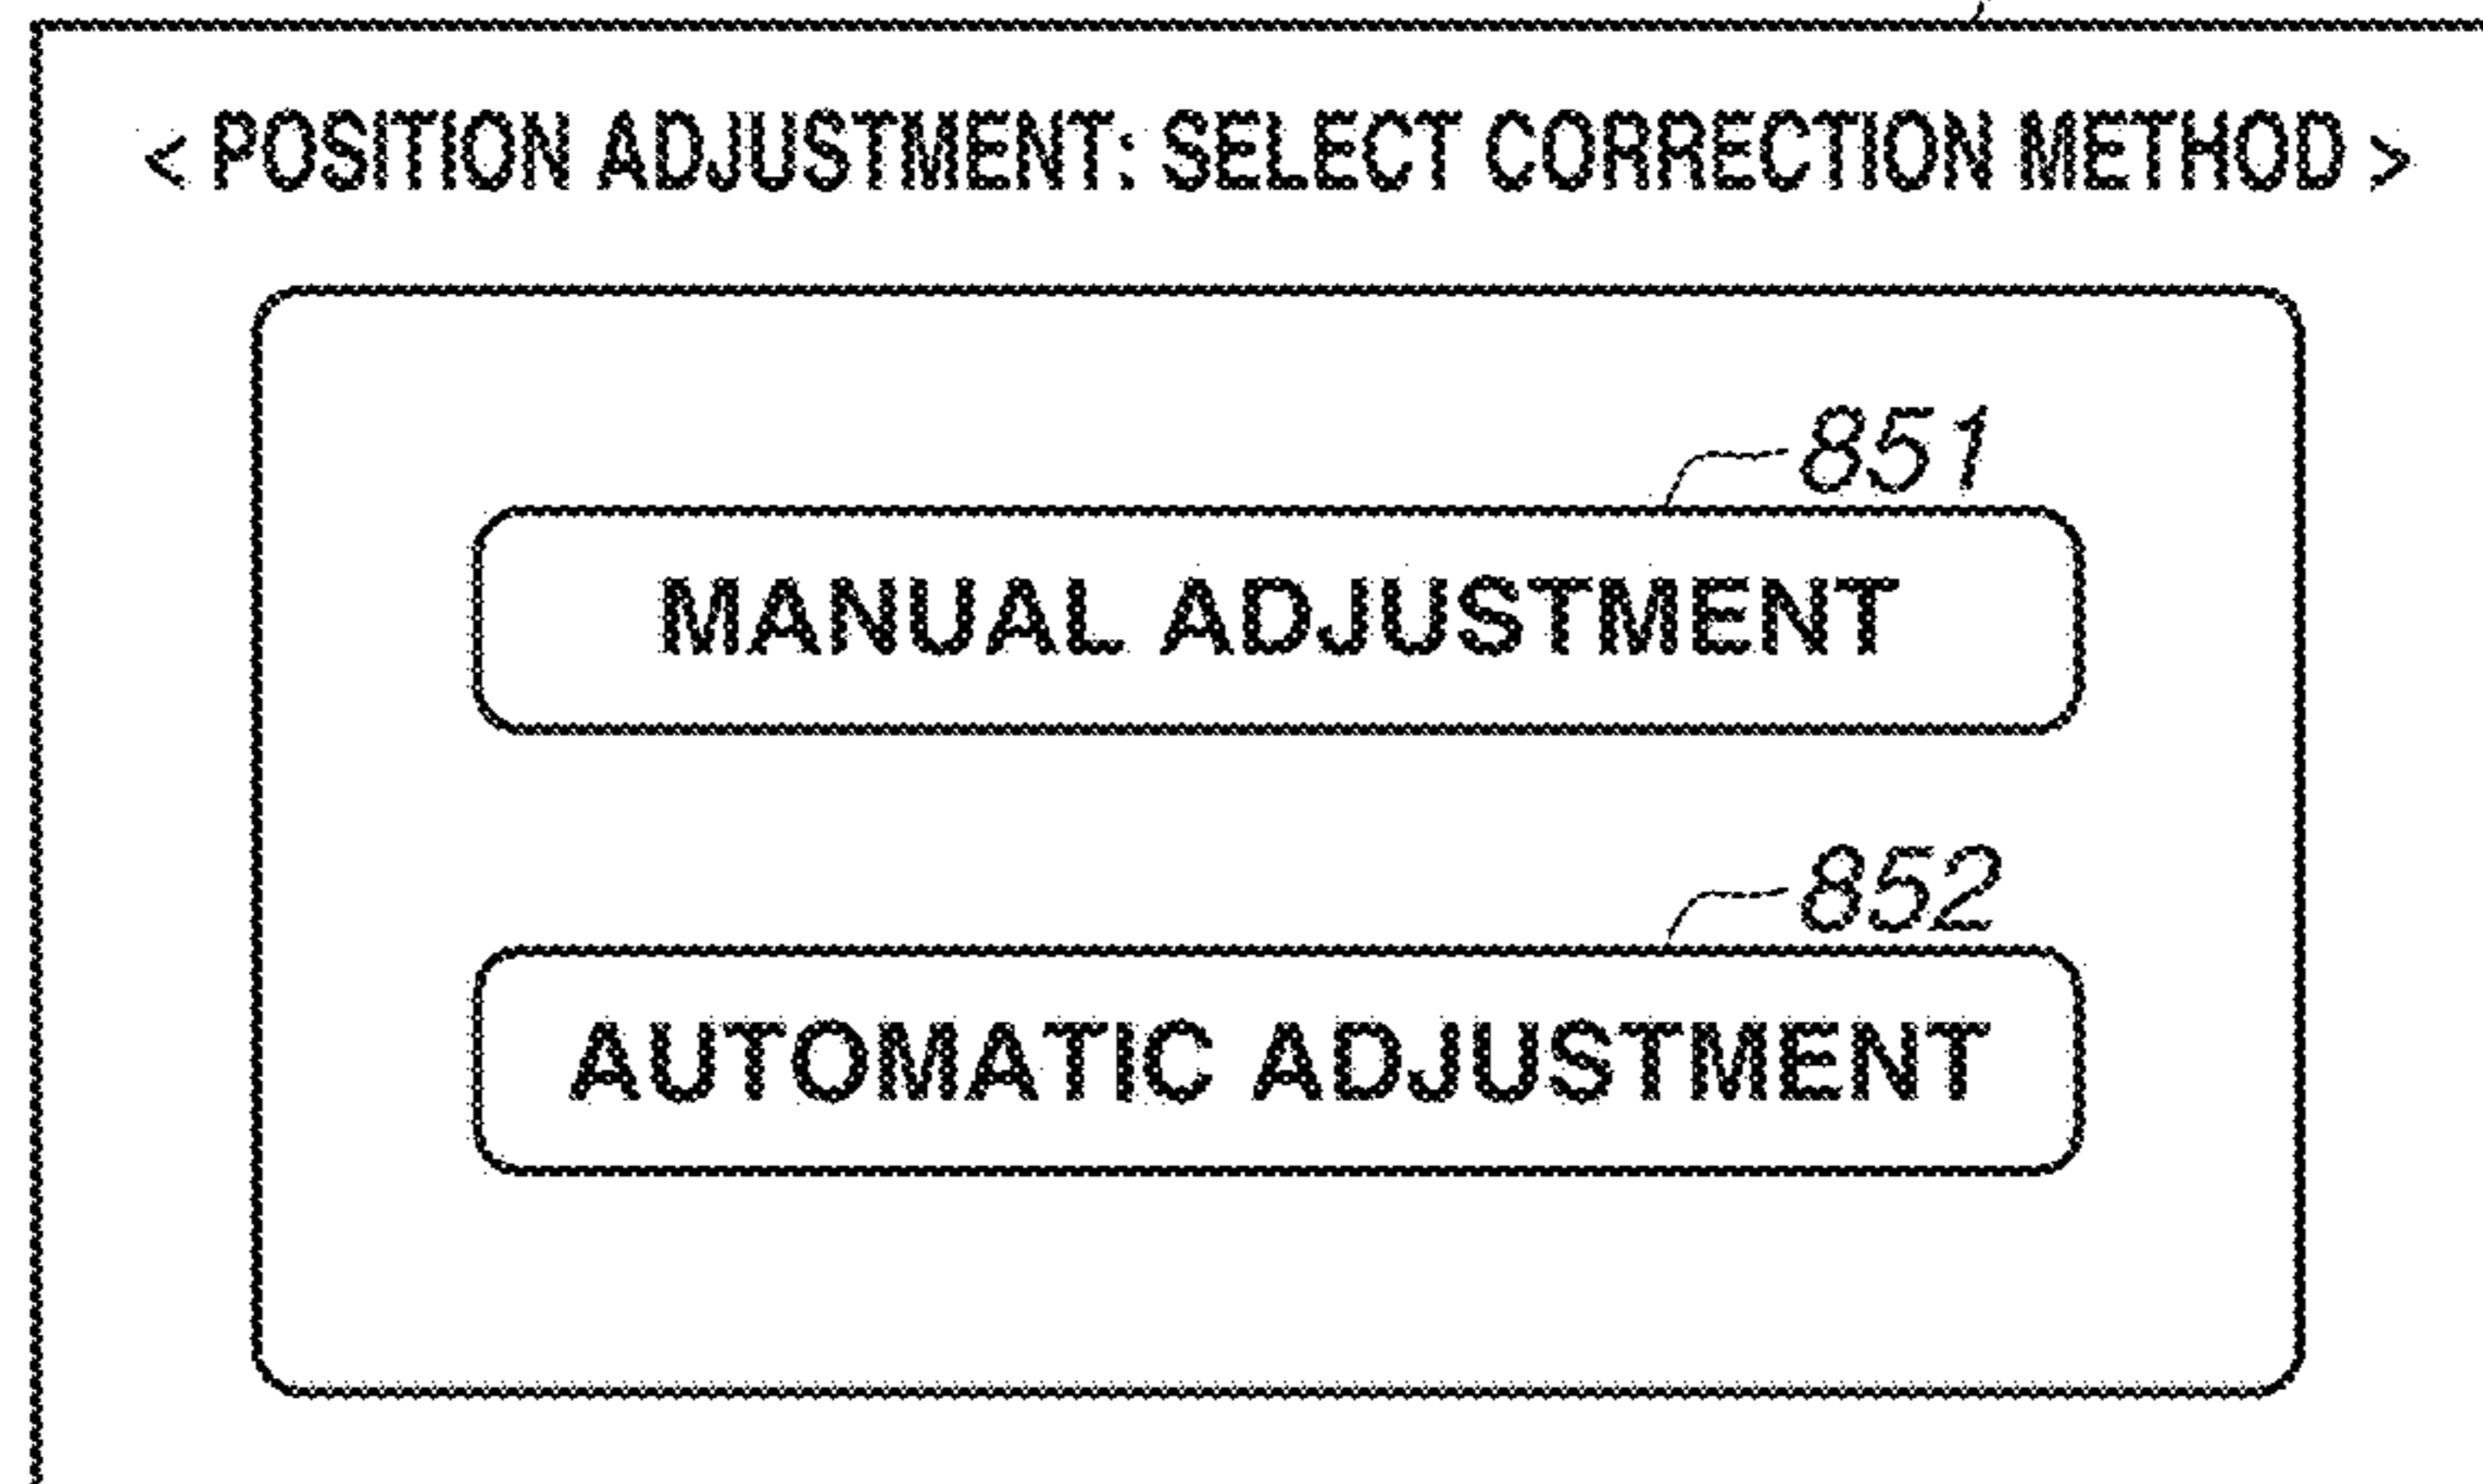 < POSITION ADJUSTMENT: SELECT CORRECTION METHOD >
851
MANUAL ADJUSTMENT
852
AUTOMATIC ADJUSTMENT